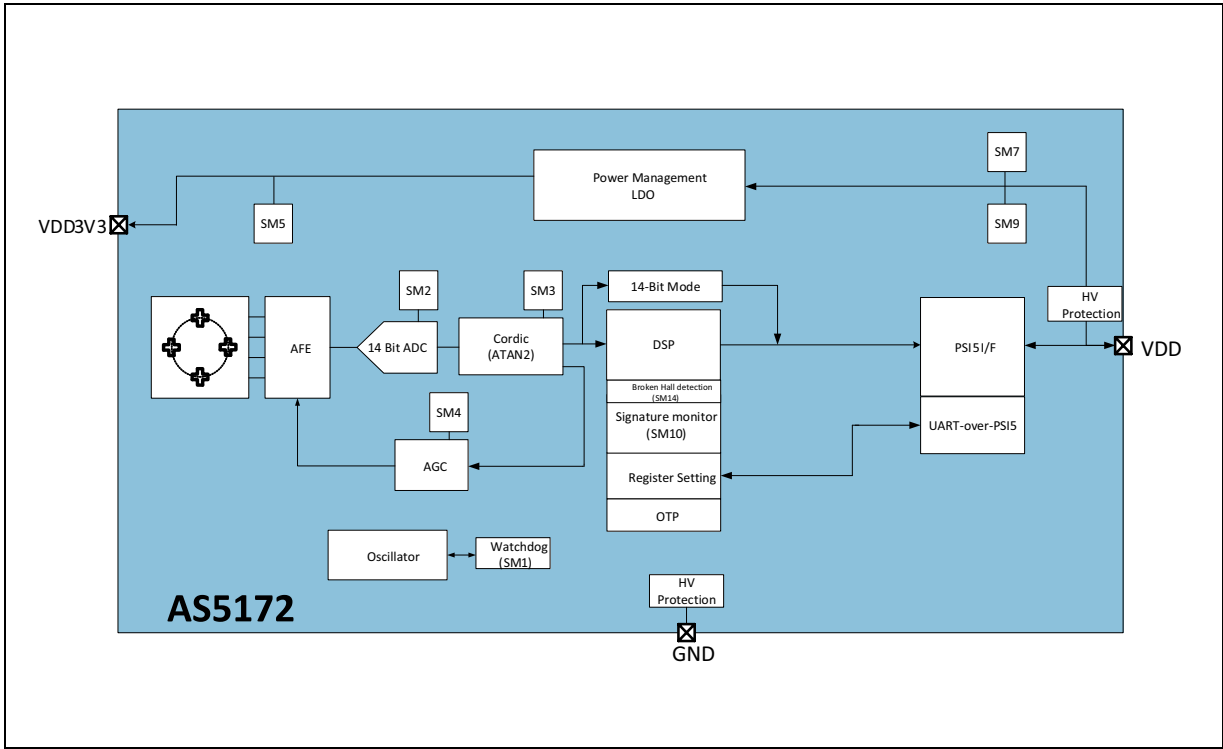 SM7
Power Management
LDO
SM5
SM9
VDD3V3
SM2
SM3
14-Bit Mode
HV
Protection
AFE
14 Bit ADC
Cordic
(ATAN2)
DSP
PSI5I/F
VDD
Broken Hall detection
(SM14)
SM4
Signature monitor
(SM10)
UART-over-PSI5
AGC
Register Setting
OTP
Oscillator
Watchdog
(SM1)
HV
Protection
AS5172
GND